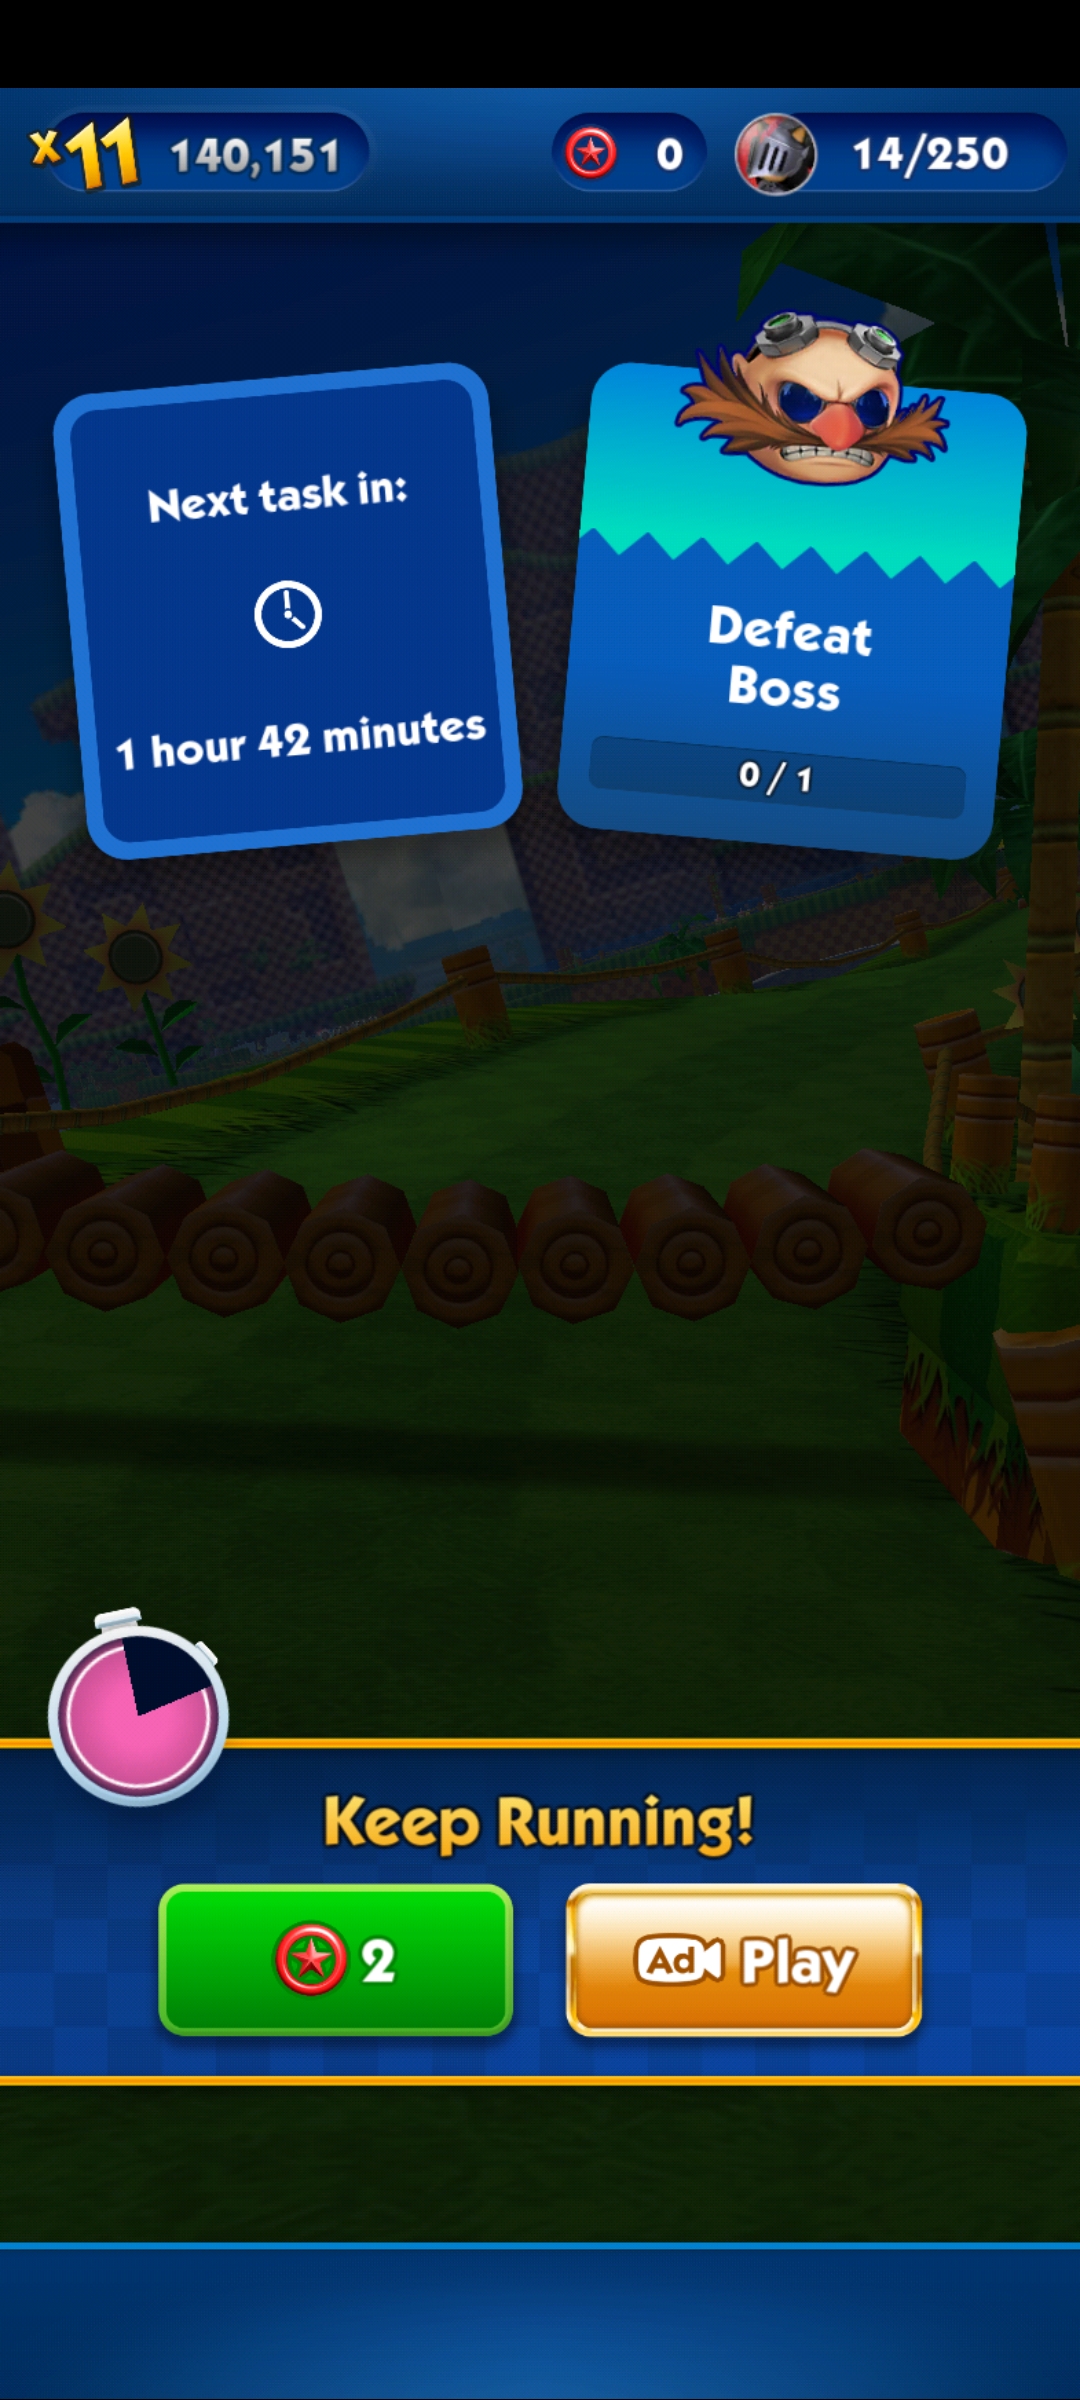 x11 140,151 0 14/250
Next task in:
1 hour 42 minutes
Defeat
Boss
0 / 1
Keep Running!
2
Ad Play